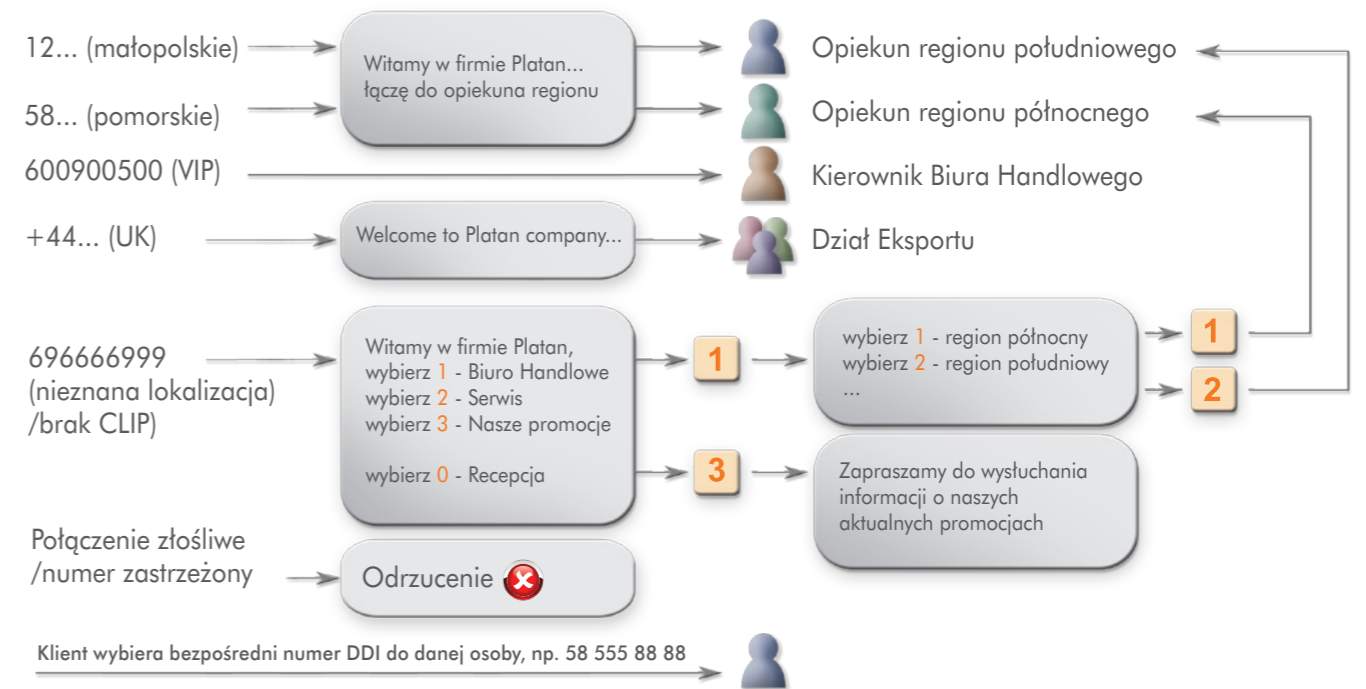 12... (małopolskie)
Witamy w firmie Platan...
łączę do opiekuna regionu
Opiekun regionu południowego
58... (pomorskie)
Opiekun regionu północnego
600900500 (VIP)
Kierownik Biura Handlowego
+44... (UK)
Welcome to Platan company...
Dział Eksportu
696666999
(nieznana lokalizacja)
/brak CLIP)
Witamy w firmie Platan,
wybierz 1 - Biuro Handlowe
wybierz 2 - Serwis
wybierz 3 - Nasze promocje
wybierz 0 - Recepcja
1
wybierz 1 - region północny
wybierz 2 - region południowy
...
1
2
3
Zapraszamy do wysłuchania
informacji o naszych
aktualnych promocjach
Połączenie złośliwe
/numer zastrzeżony
Odrzucenie
Klient wybiera bezpośredni numer DDI do danej osoby, np. 58 555 88 88